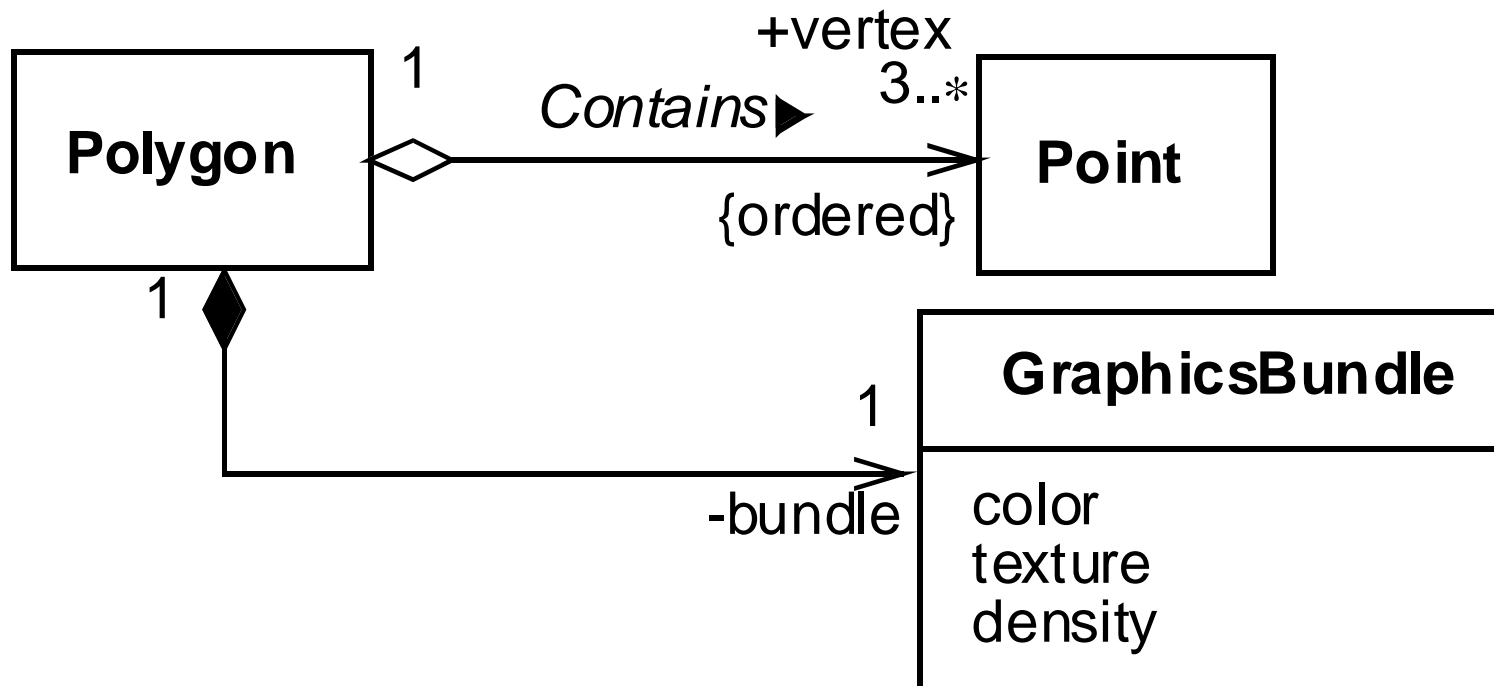 +vertex
1
3..*
Contains
Polygon
Point
{ordered}
1
GraphicsBundle
1
-bundle
color
texture
density